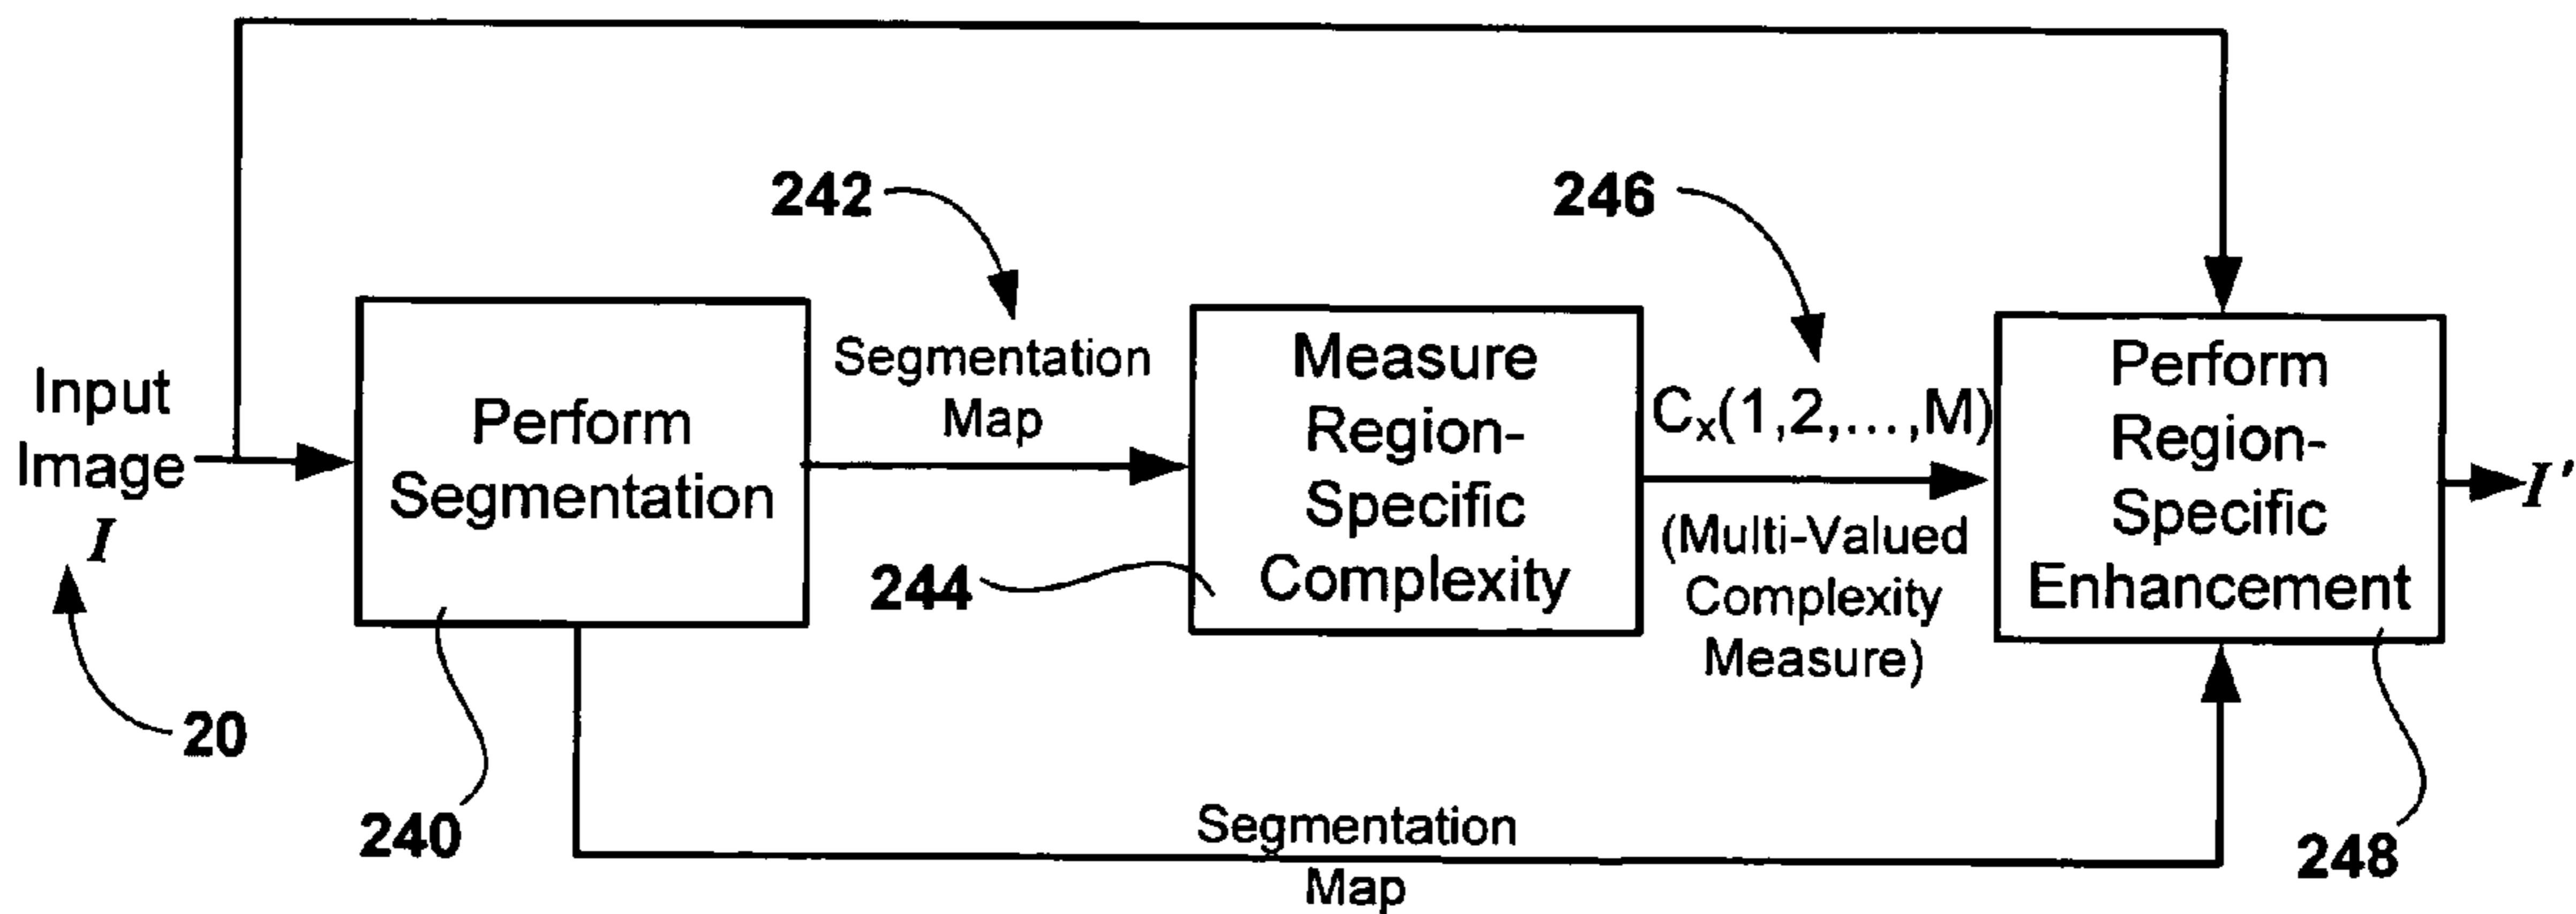 Input
Image
I
20
Perform
Segmentation
240
242
Segmentation
Map
Measure
Region-
Specific
Complexity
244
246
Cx(1,2,...,M)
(Multi-Valued
Complexity
Measure)
Perform
Region-
Specific
Enhancement
248
I'
Segmentation
Map